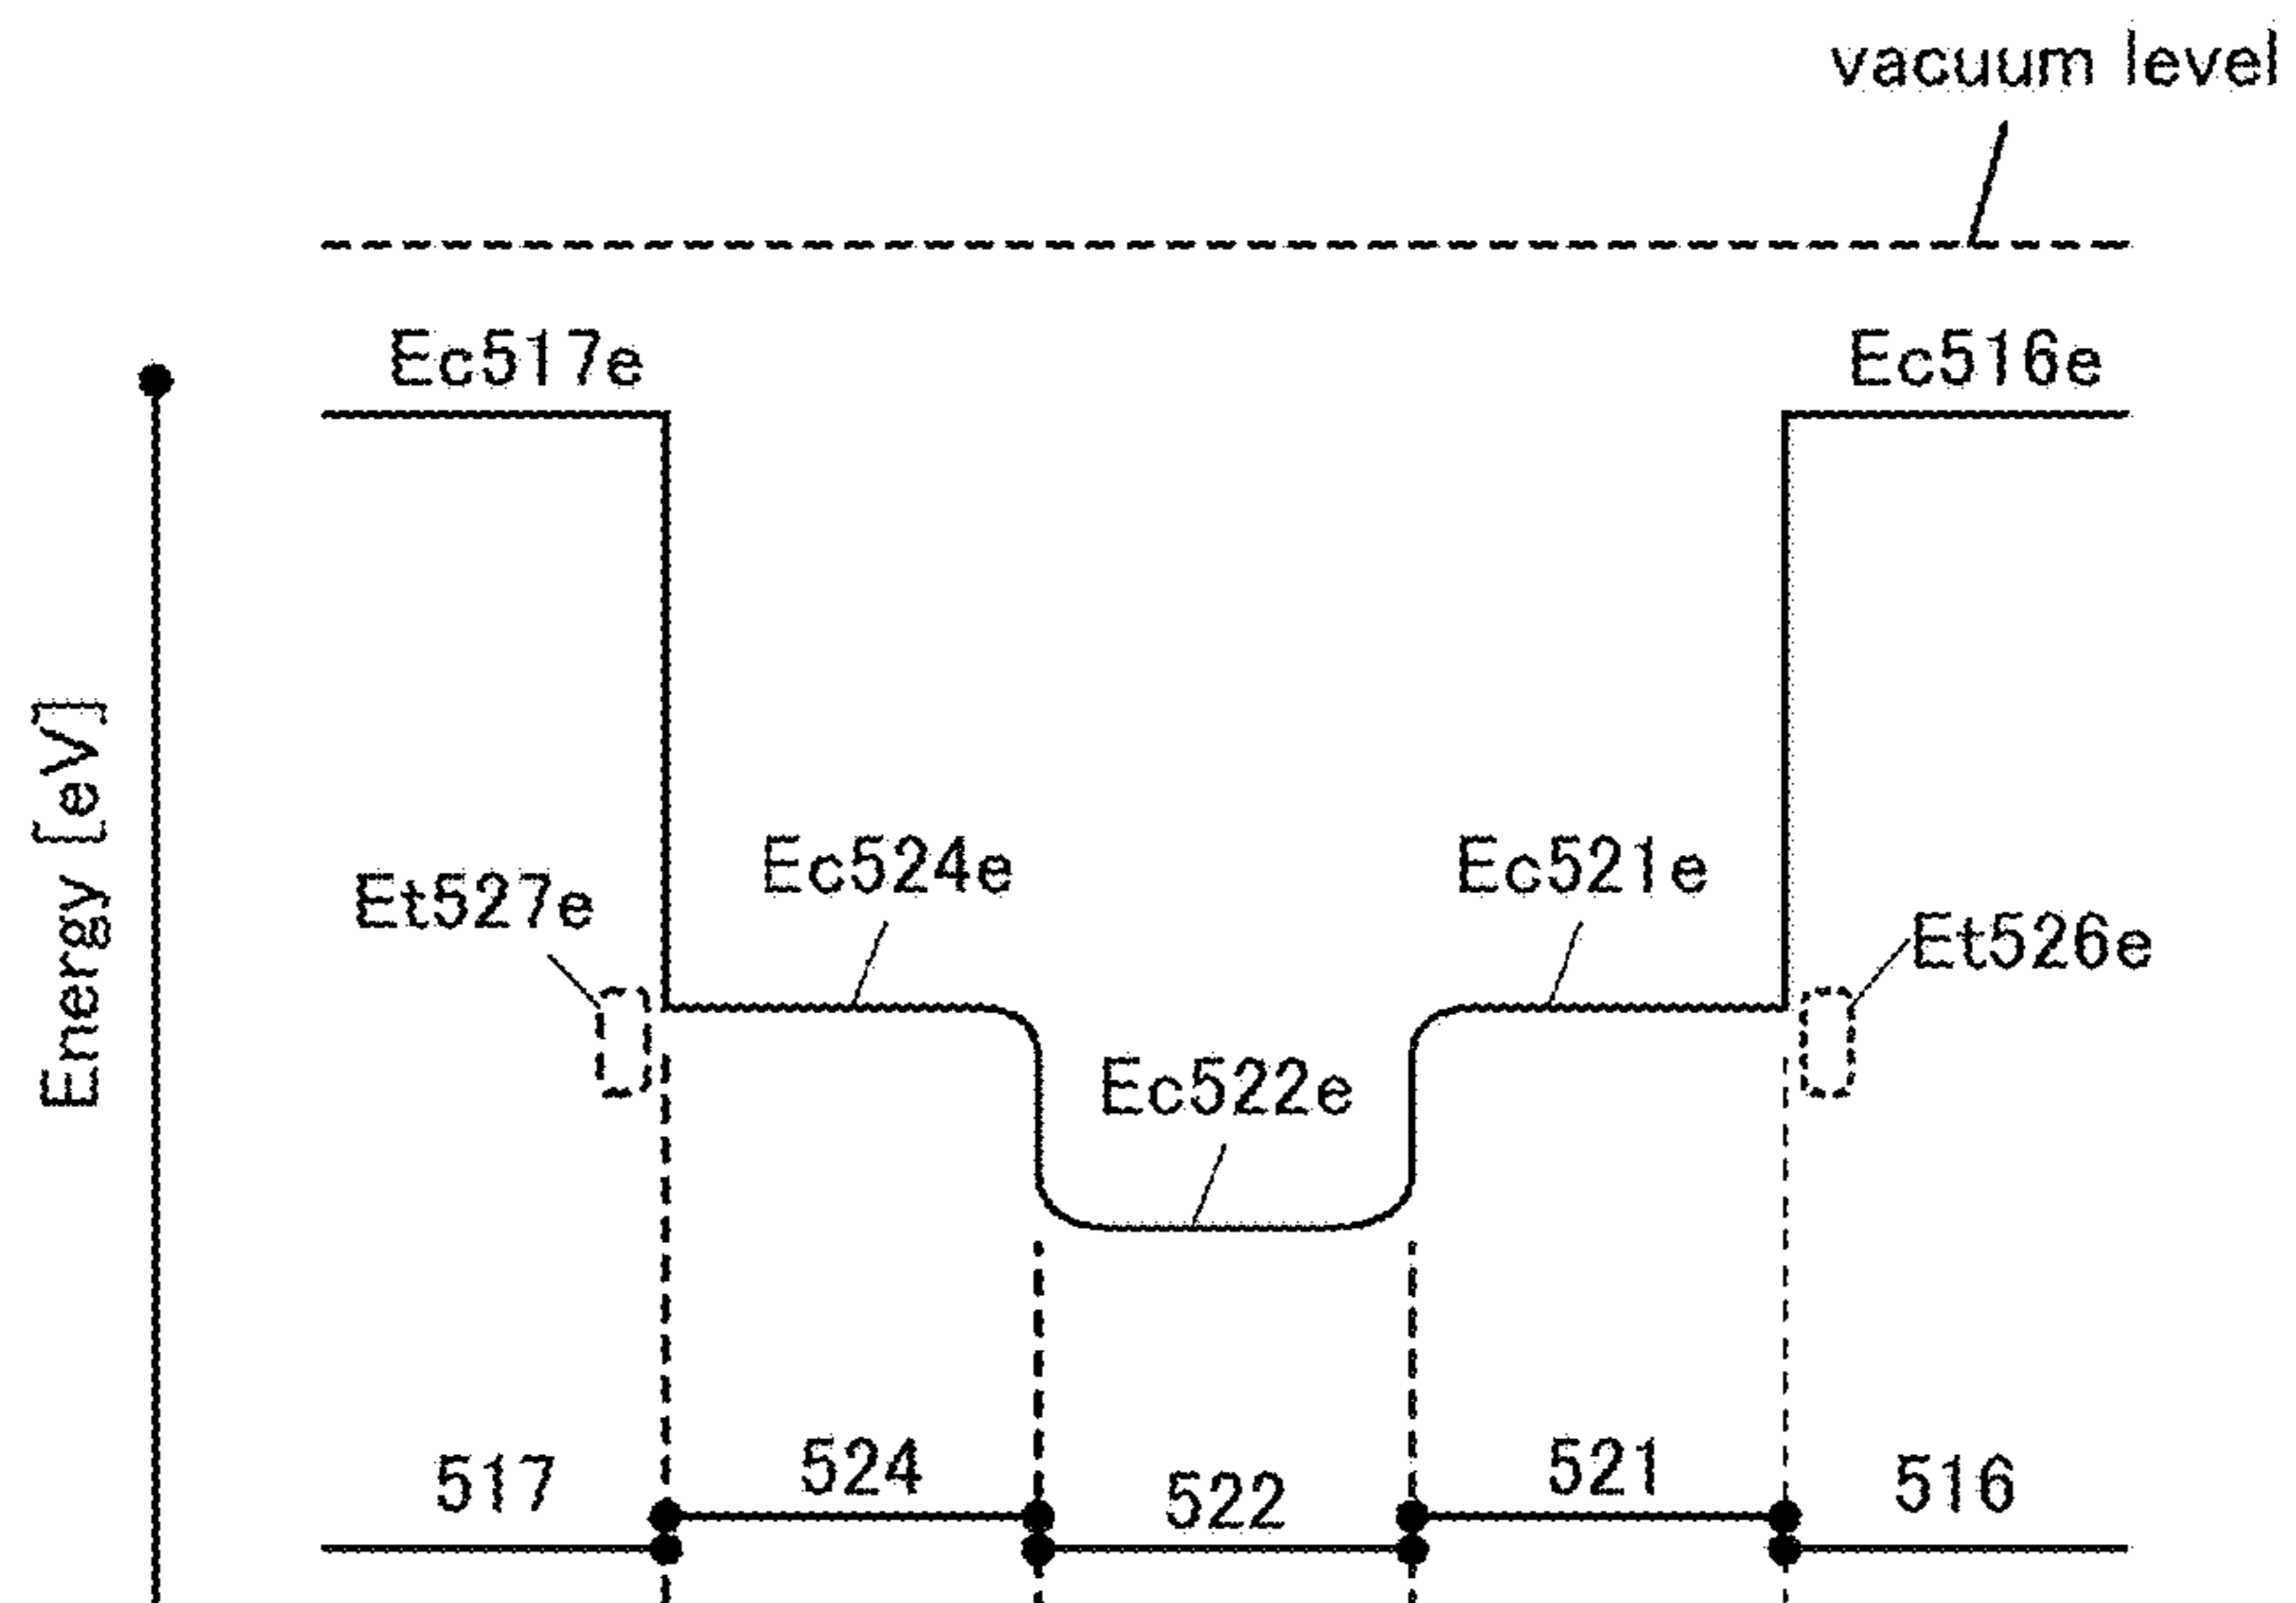 vacuum level
Ec517e
Ec516e
Energy [eV]
Ec524e
Ec521e
Et527e
Et526e
Ec522e
517
524
522
521
516